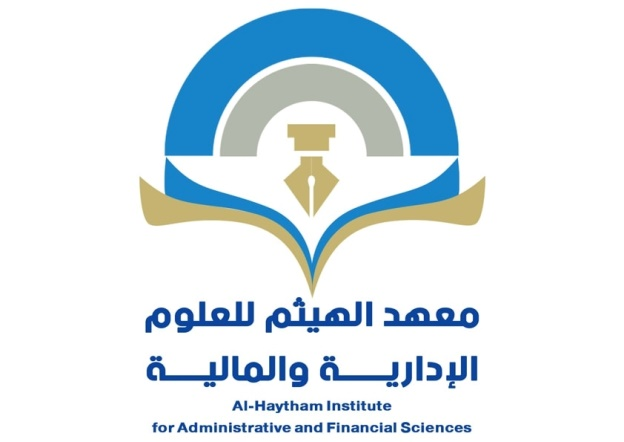 معهد الهيثم للعلوم
الإداريـــة والماليـــة
Al-Haytham Institute
for Administrative and Financial Sciences